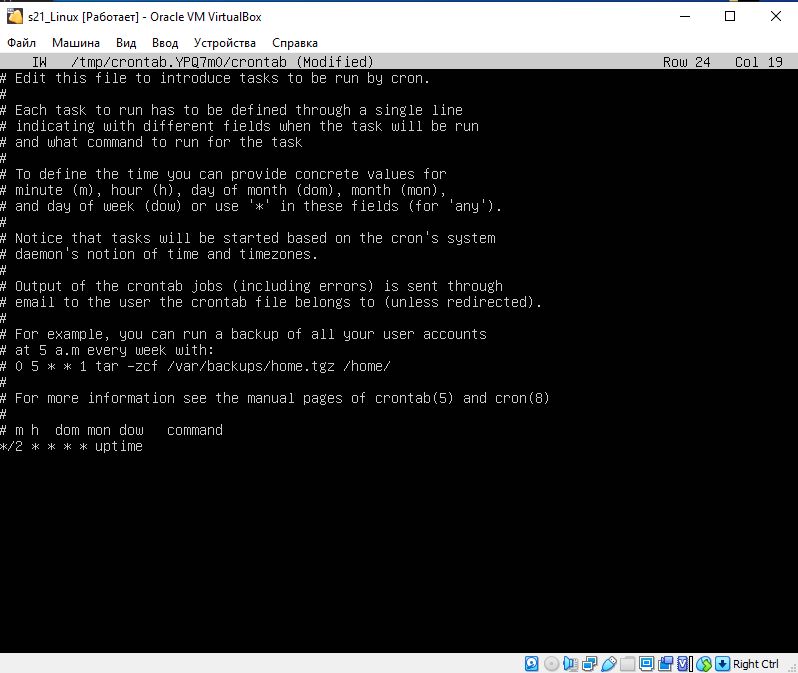 s21_Linux [Работает] - Oracle VM VirtualBox
Файл Машина Вид Ввод Устройства Справка
IW /tmp/crontab.YPQ7m0/crontab (Modified) Row 24 Col 19
# Edit this file to introduce tasks to be run by cron.
#
# Each task to run has to be defined through a single line
# indicating with different fields when the task will be run
# and what command to run for the task
#
# To define the time you can provide concrete values for
# minute (m), hour (h), day of month (dom), month (mon),
# and day of week (dow) or use '*' in these fields (for 'any').
#
# Notice that tasks will be started based on the cron's system
# daemon's notion of time and timezones.
#
# Output of the crontab jobs (including errors) is sent through
# email to the user the crontab file belongs to (unless redirected).
#
# For example, you can run a backup of all your user accounts
# at 5 a.m every week with:
# 0 5 * * 1 tar -zcf /var/backups/home.tgz /home/
#
# For more information see the manual pages of crontab(5) and cron(8)
#
# m h  dom mon dow   command
*/2 * * * * uptime
Right Ctrl